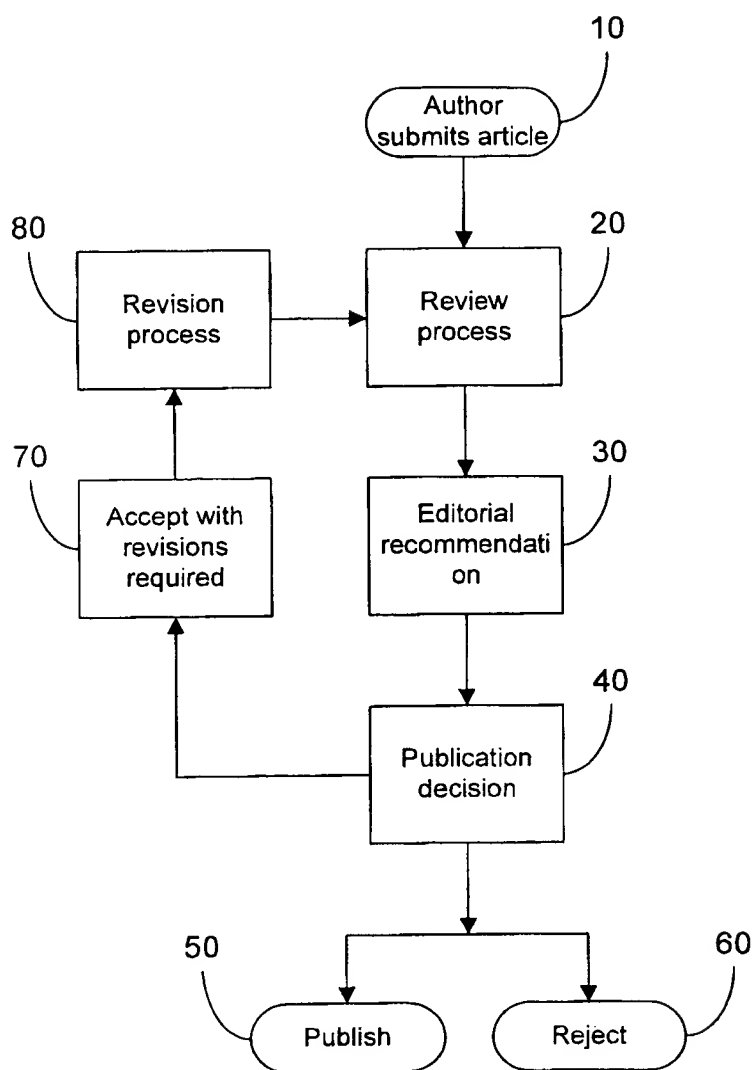 10
Author
submits article
80
20
Revision
process
Review
process
70
30
Accept with
revisions
required
Editorial
recommendati
on
40
Publication
decision
50
60
Publish
Reject